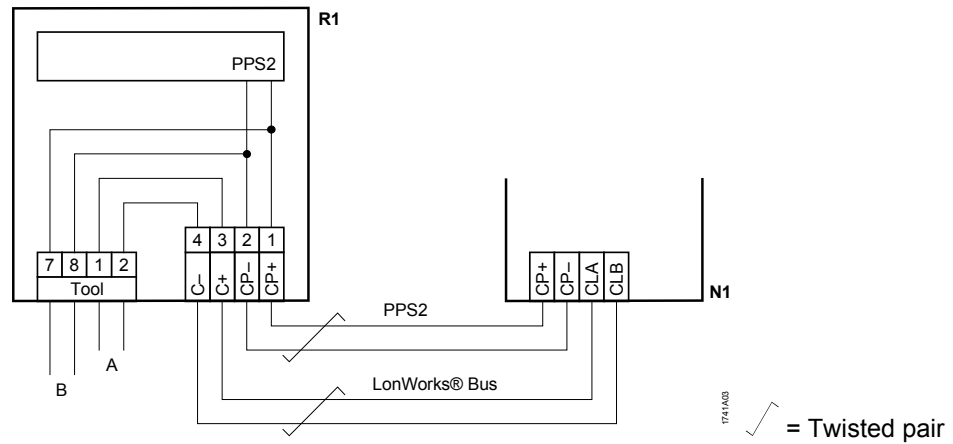 R1
PPS2
4 3 2 1
C– C+ CP– CP+
7 8 1 2
Tool
CP+ CP– CLA CLB
N1
PPS2
A
B
LonWorks® Bus
1741A03
= Twisted pair